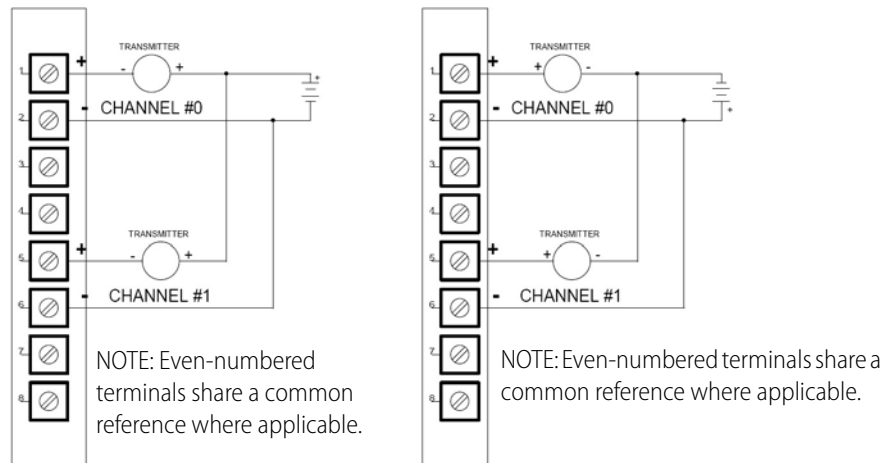 TRANSMITTER
1 + - +
+
2 - CHANNEL #0
3
4
TRANSMITTER
5 + - +
6 - CHANNEL #1
7
8
NOTE: Even-numbered
terminals share a common
reference where applicable.
TRANSMITTER
1 + + -
2 - CHANNEL #0
+
3
4
TRANSMITTER
5 + + -
6 - CHANNEL #1
7
8
NOTE: Even-numbered terminals share a
common reference where applicable.